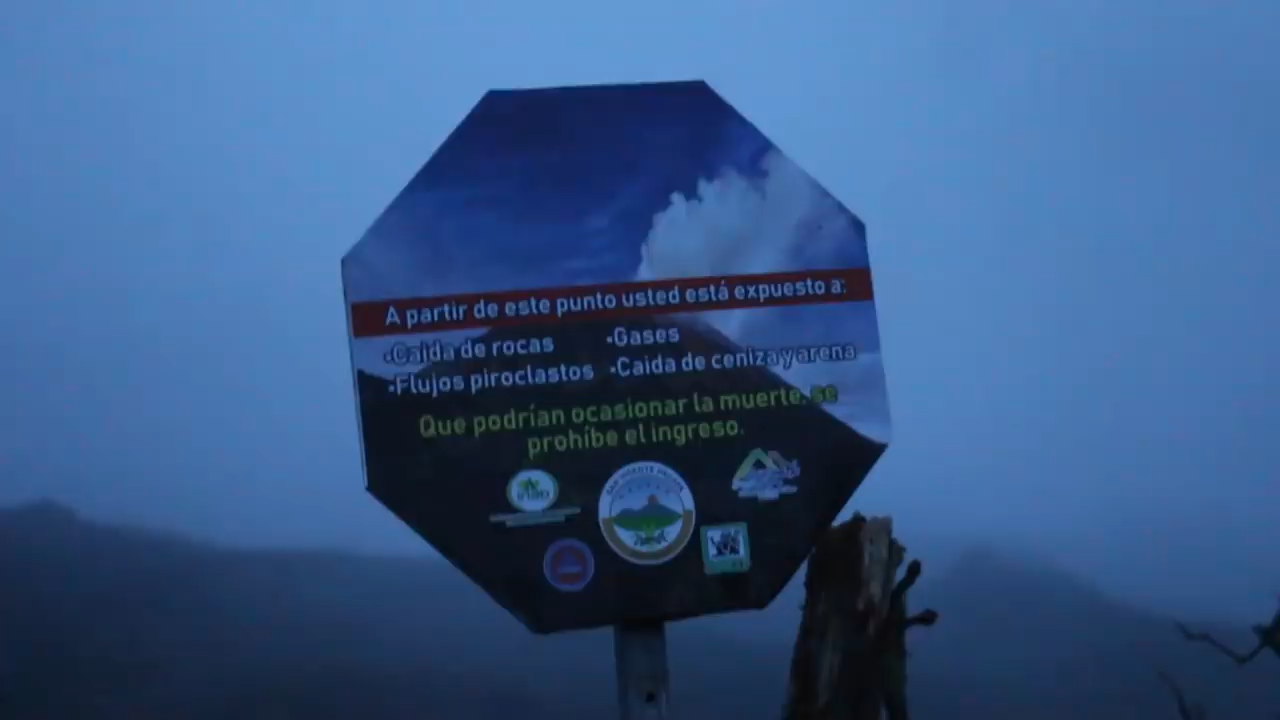 A partir de este punto usted está expuesto a:
•Caida de rocas •Gases
•Flujos piroclastos •Caida de ceniza y arena
Que podrían ocasionar la muerte, se
prohíbe el ingreso.